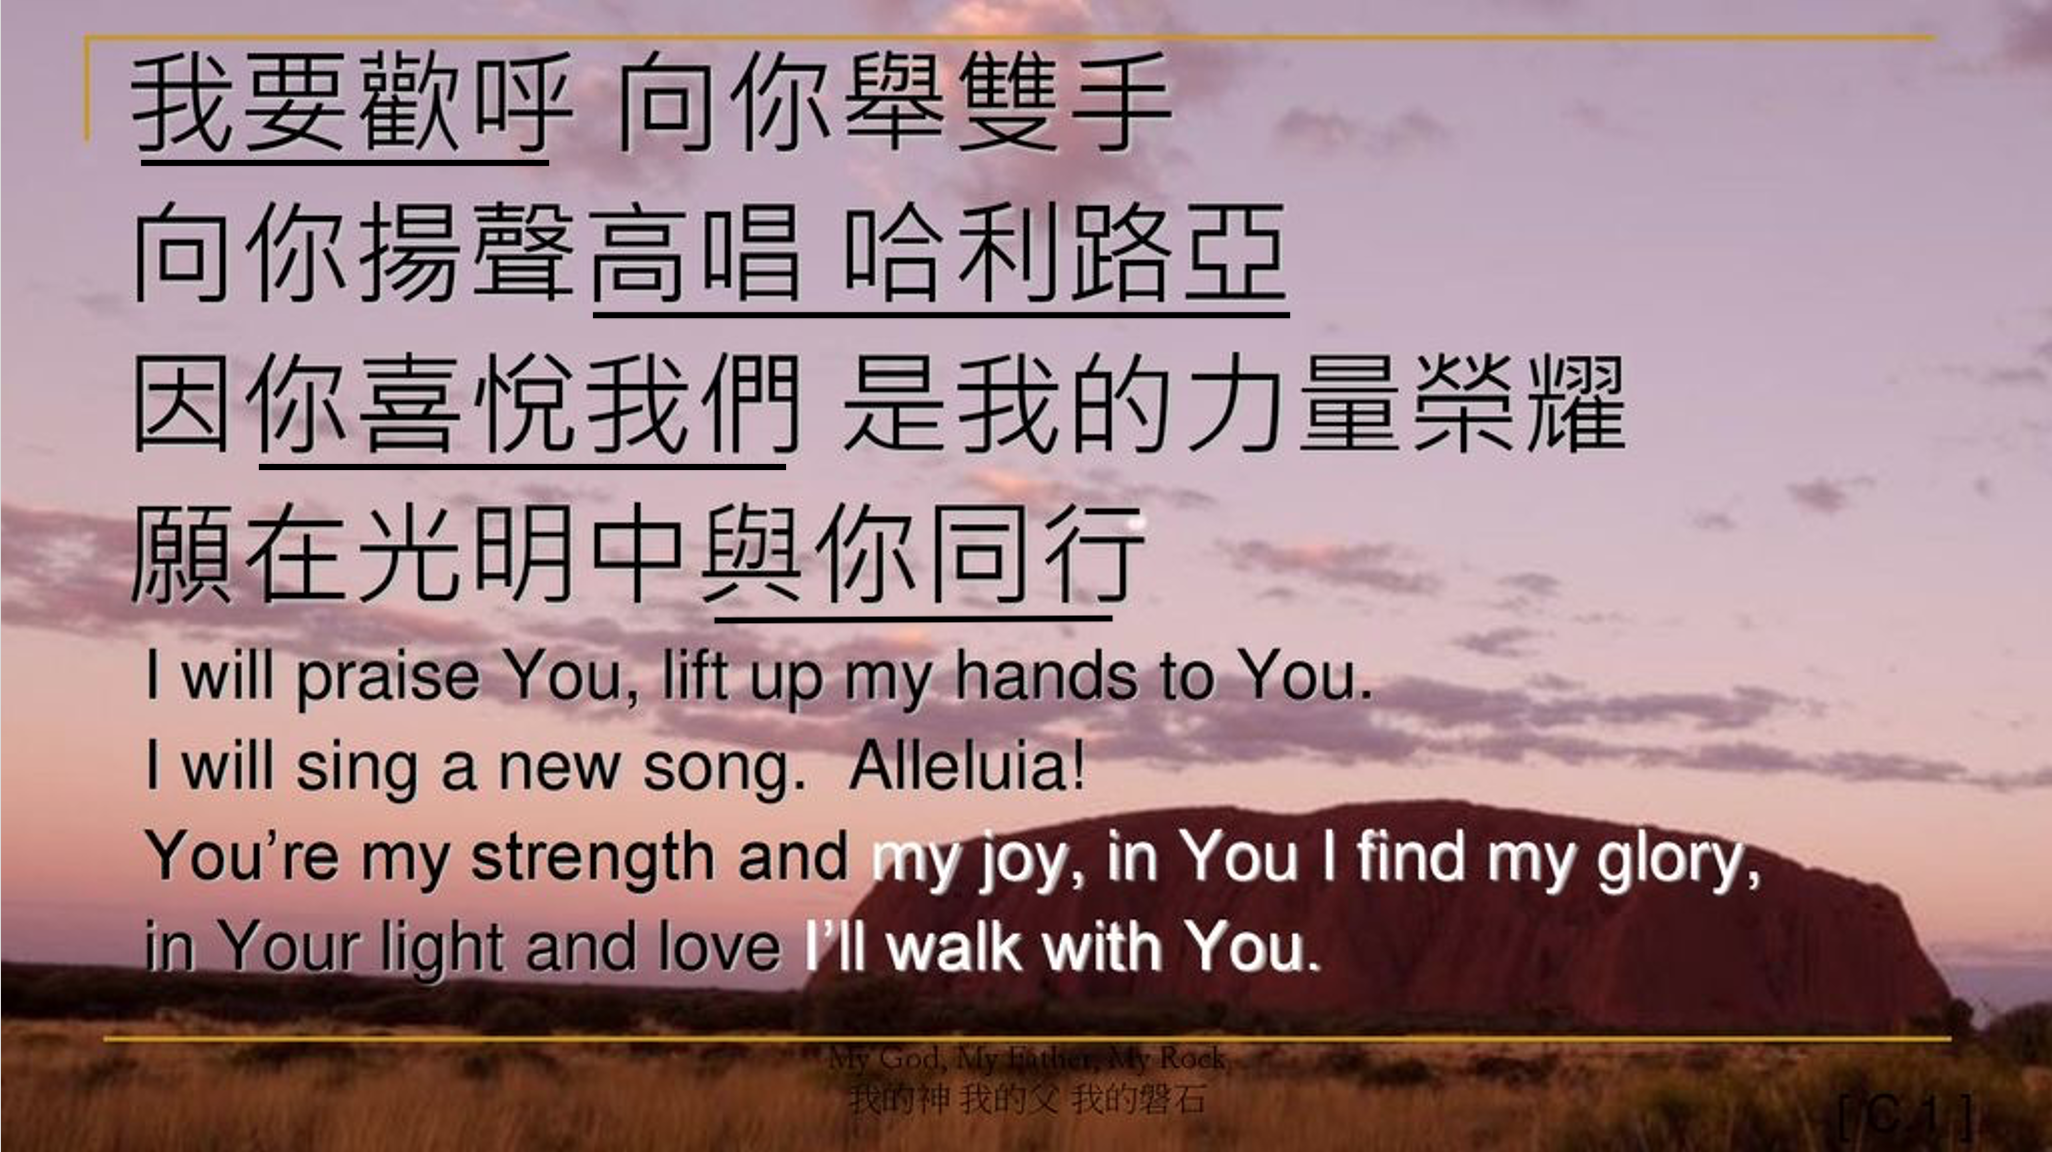 我要歡呼 向你舉雙手
向你揚聲高唱 哈利路亞
因你喜悅我們 是我的力量榮耀
願在光明中與你同行
I will praise You, lift up my hands to You.
I will sing a new song.  Alleluia!
You’re my strength and my joy, in You I find my glory,
in Your light and love I’ll walk with You.
My God, My Father, My Rock
我的神 我的父 我的磐石
[ C.1 ]